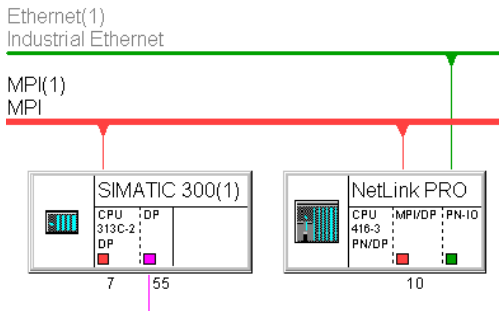 Ethernet(1)
Industrial Ethernet
MPI(1)
MPI
SIMATIC 300(1)
CPU
313C-2
DP
DP
7
55
NetLink PRO
CPU
416-3
PN/DP
MPI/DP
PN-IO
10